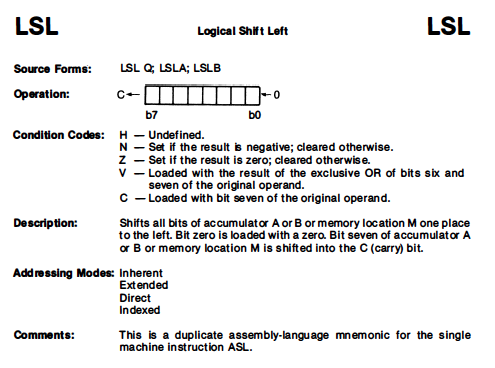 LSL Logical Shift Left LSL
Source Forms: LSL Q; LSLA; LSLB
Operation: C 0
b7 b0
Condition Codes: H — Undefined.
N — Set if the result is negative; cleared otherwise.
Z — Set if the result is zero; cleared otherwise.
V — Loaded with the result of the exclusive OR of bits six and
seven of the original operand.
C — Loaded with bit seven of the original operand.
Description: Shifts all bits of accumulator A or B or memory location M one place
to the left. Bit zero is loaded with a zero. Bit seven of accumulator A
or B or memory location M is shifted into the C (carry) bit.
Addressing Modes: Inherent
Extended
Direct
Indexed
Comments: This is a duplicate assembly-language mnemonic for the single
machine instruction ASL.